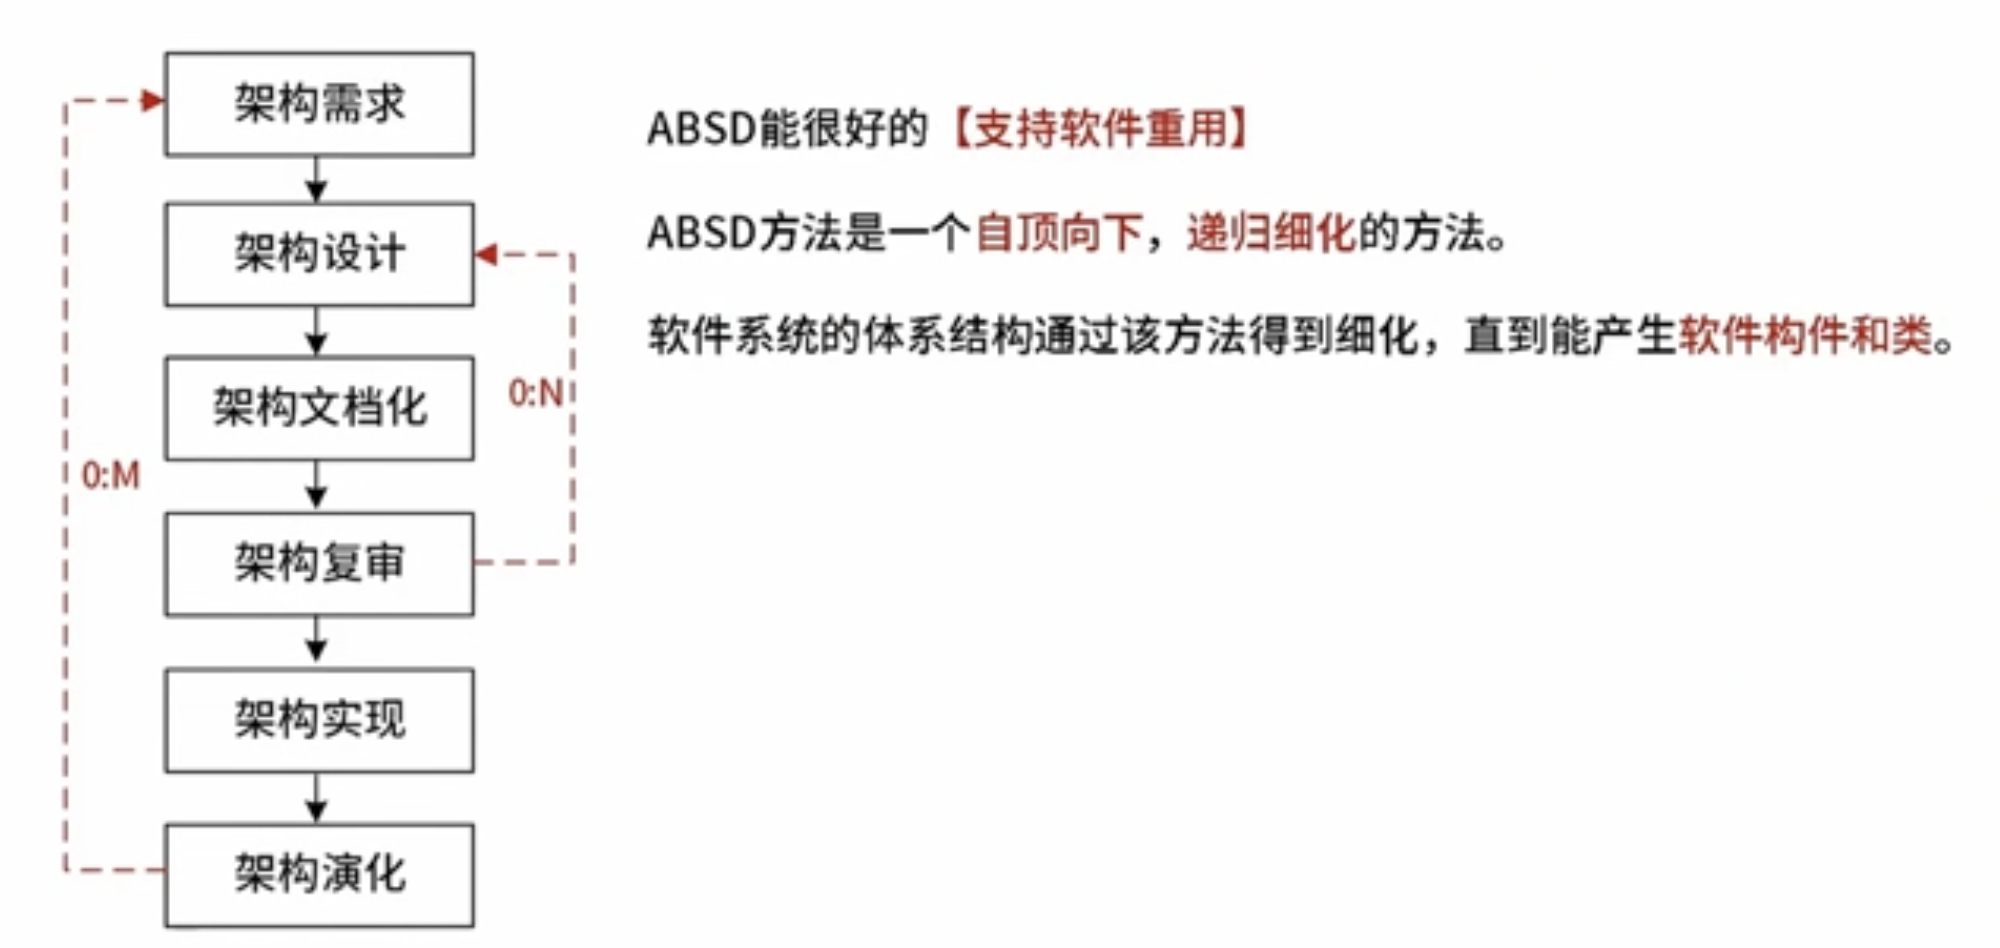 架构需求
架构设计
架构文档化
架构复审
架构实现
架构演化
0:M
0:N
ABSD能很好的【支持软件重用】
ABSD方法是一个自顶向下，递归细化的方法。
软件系统的体系结构通过该方法得到细化，直到能产生软件构件和类。